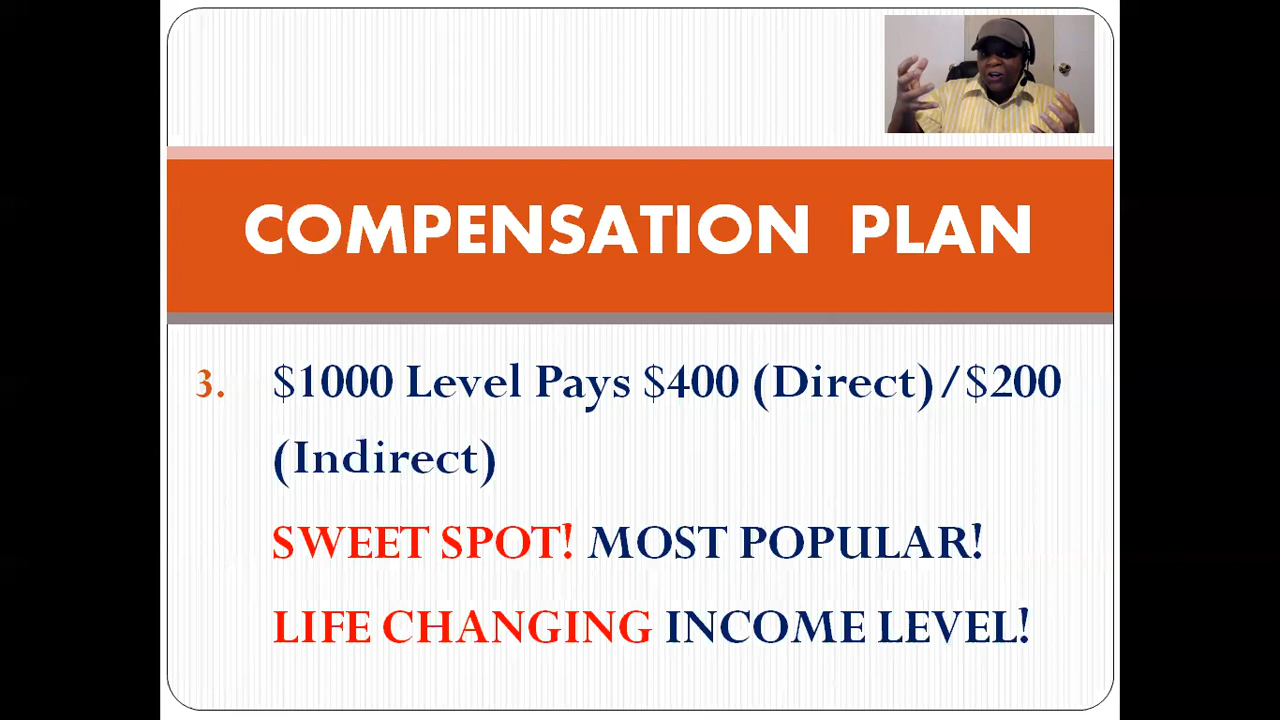 COMPENSATION PLAN
3. $1000 Level Pays $400 (Direct)/$200
(Indirect)
SWEET SPOT! MOST POPULAR!
LIFE CHANGING INCOME LEVEL!